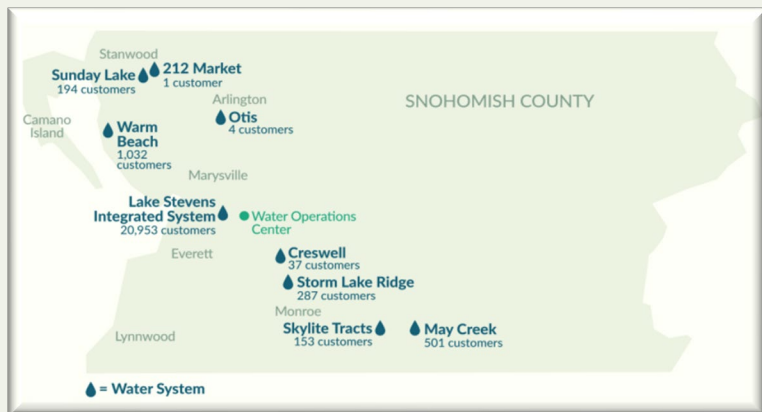 Stanwood
Sunday Lake
194 customers
212 Market
1 customer
Arlington
Otis
4 customers
SNOHOMISH COUNTY
Camano
Island
Warm
Beach
1,032
customers
Marysville
Lake Stevens
Integrated System
20,953 customers
Water Operations
Center
Everett
Creswell
37 customers
Storm Lake Ridge
287 customers
Monroe
Skylite Tracts
153 customers
May Creek
501 customers
Lynnwood
= Water System